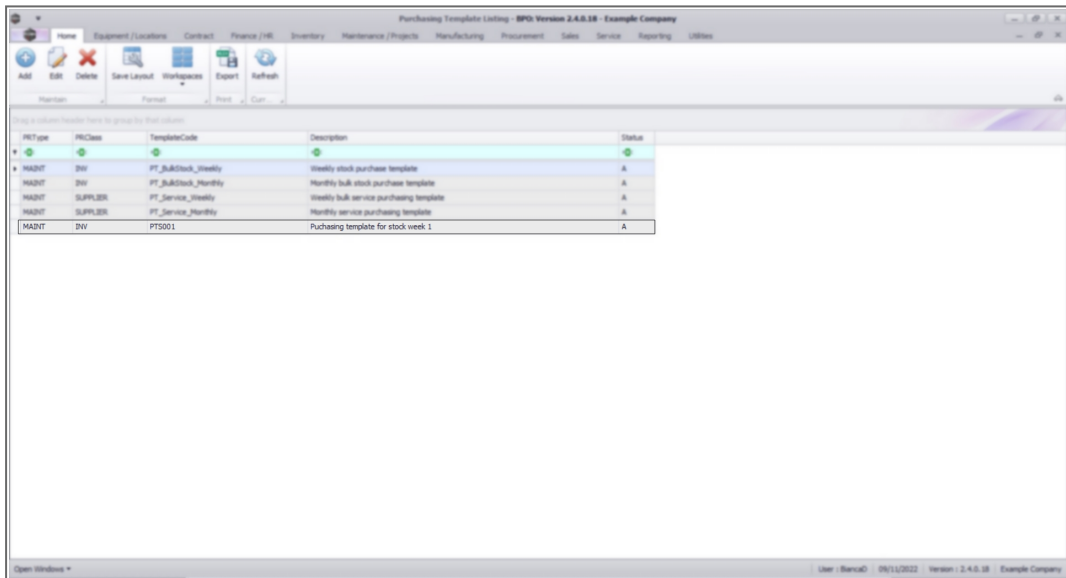 Purchasing Template Listing - BPO: Version 2.4.0.18 - Example Company
Home Equipment / Locations Contract Finance / HR Inventory Maintenance / Projects Manufacturing Procurement Sales Service Reporting Utilities
Add Edit Delete Save Layout Workspaces Export Refresh
Maintain Format Print Curr...
Drag a column header here to group by that column
PRType PRClass TemplateCode Description Status
MAINT INV PT_BulkStock_Weekly Weekly stock purchase template A
MAINT INV PT_BulkStock_Monthly Monthly bulk stock purchase template A
MAINT SUPPLIER PT_Service_Weekly Weekly bulk service purchasing template A
MAINT SUPPLIER PT_Service_Monthly Monthly service purchasing template A
MAINT INV PTS001 Puchasing template for stock week 1 A
Open Windows User : BiancaD 09/11/2022 Version : 2.4.0.18 Example Company